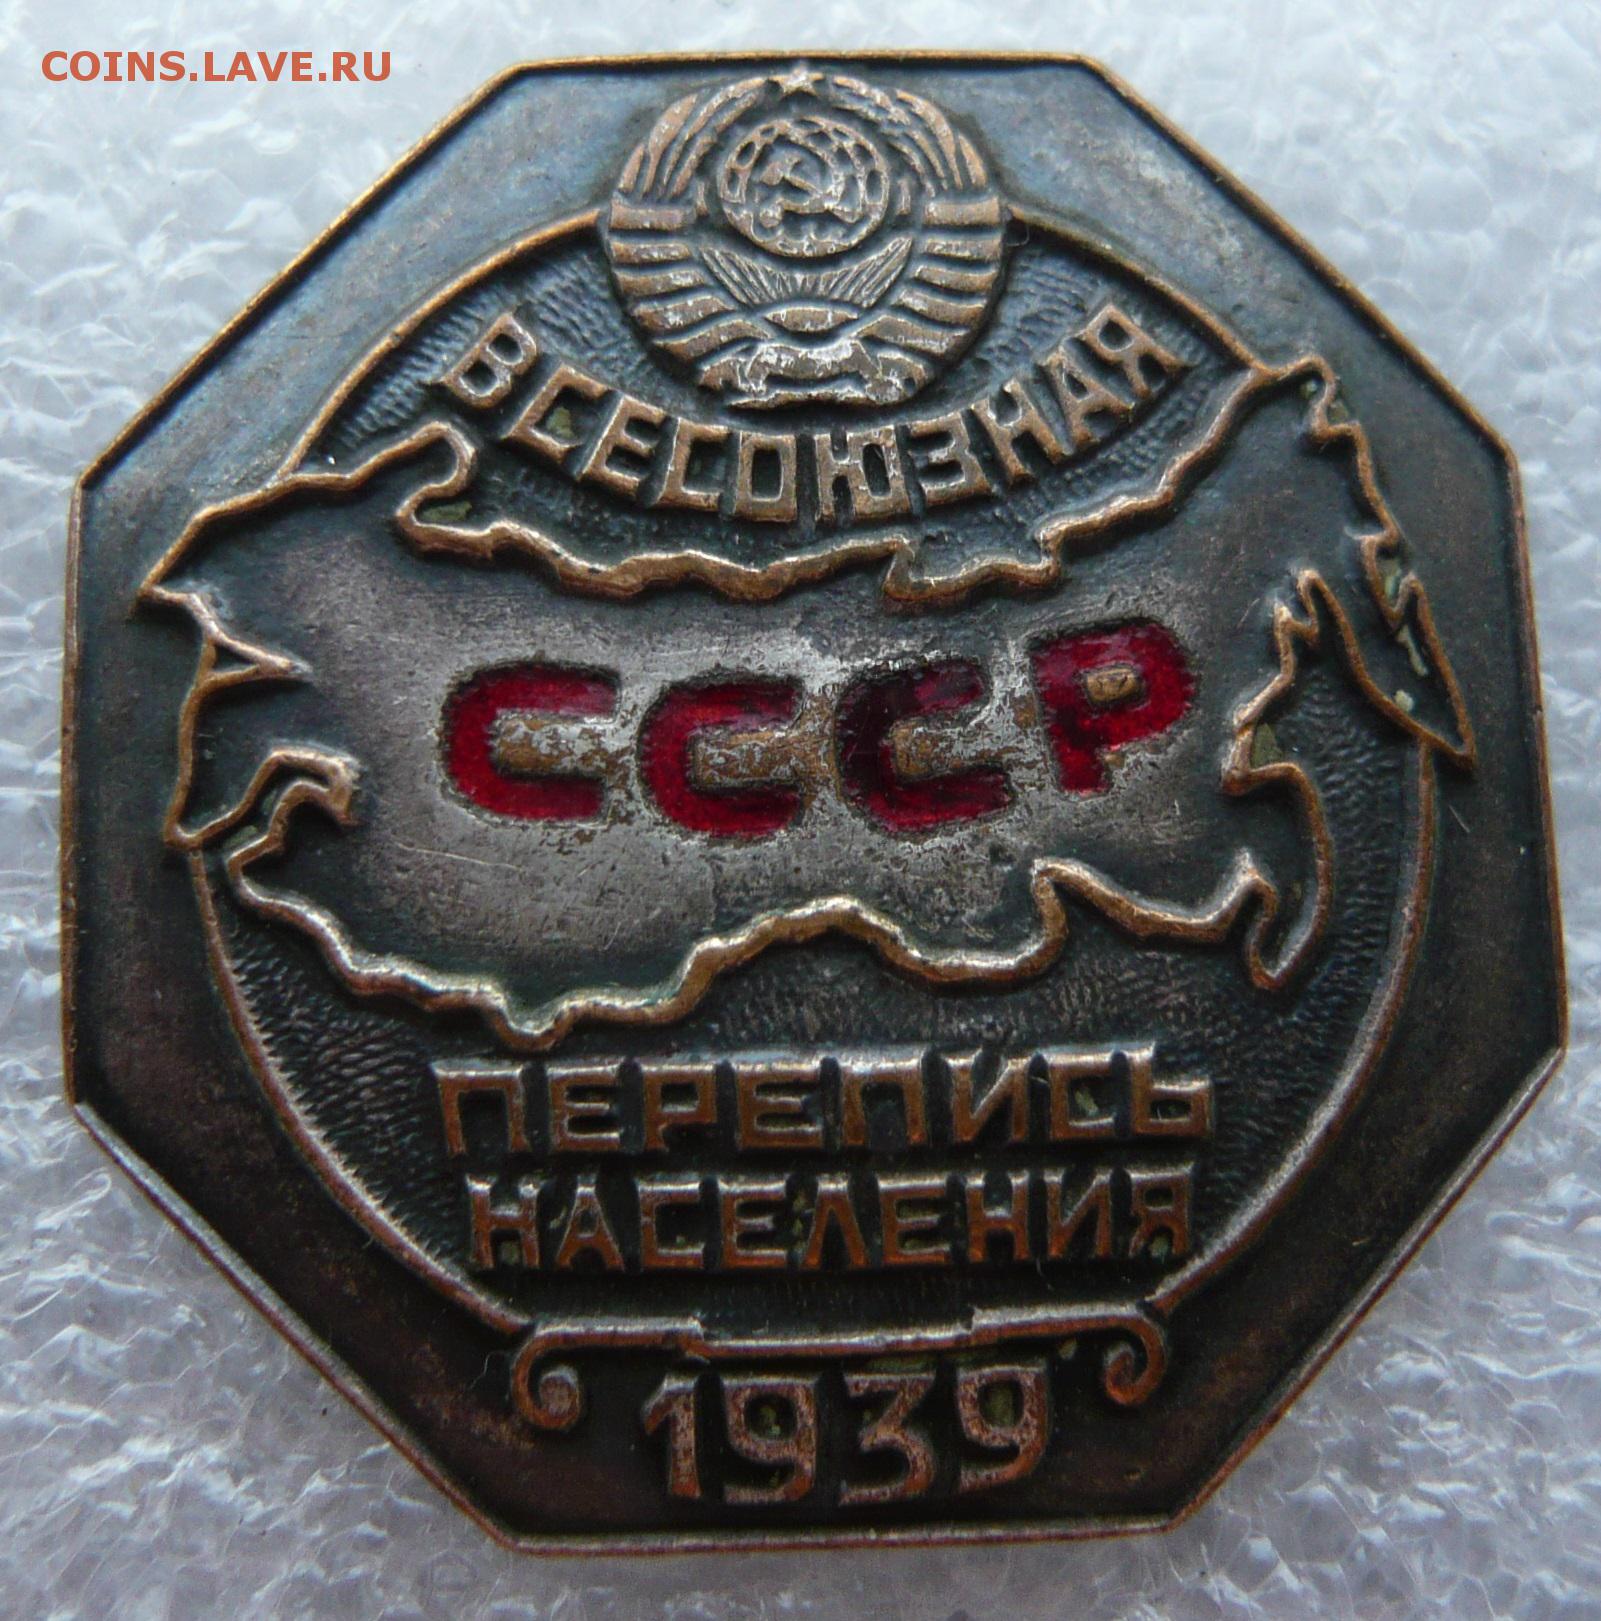 COINS.LAVE.RU
ВСЕСОЮЗНАЯ
СССР
ПЕРЕПИСЬ
НАСЕЛЕНИЯ
1939